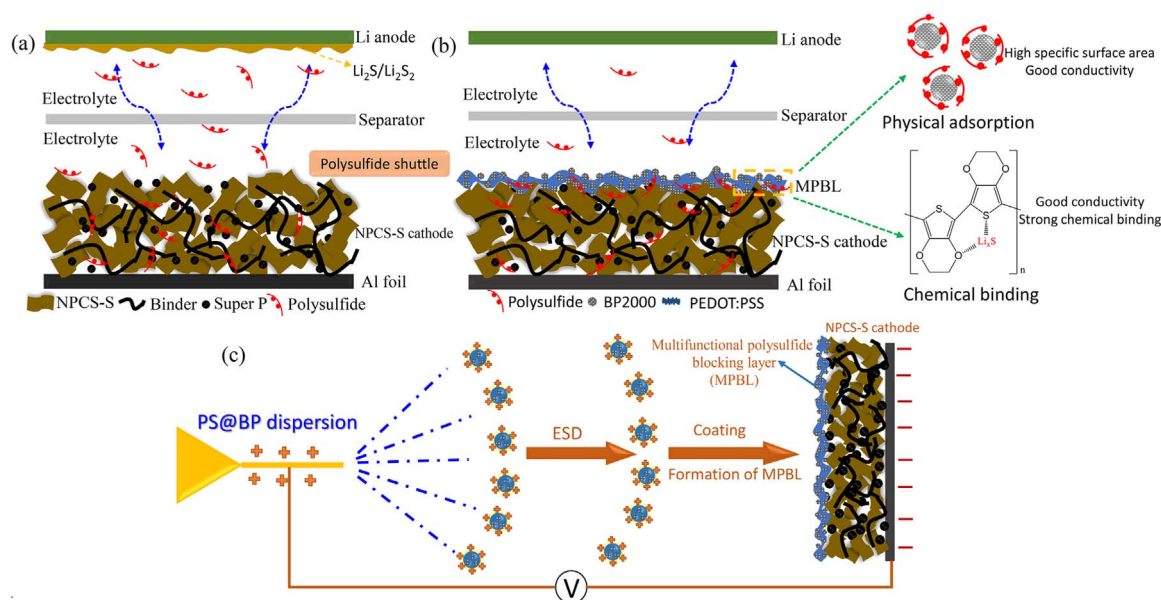 (a)
Li anode
Li2S/Li2S2
Electrolyte
Separator
Electrolyte
Polysulfide shuttle
NPCS-S cathode
Al foil
NPCS-S Binder Super P Polysulfide
(b)
Li anode
Electrolyte
Separator
Electrolyte
MPBL
NPCS-S cathode
Al foil
Polysulfide BP2000 PEDOT:PSS
High specific surface area
Good conductivity
Physical adsorption
O O
S
S
LinS
O O
n
Good conductivity
Strong chemical binding
Chemical binding
(c)
PS@BP dispersion
ESD
Coating
Formation of MPBL
Multifunctional polysulfide
blocking layer
(MPBL)
NPCS-S cathode
V